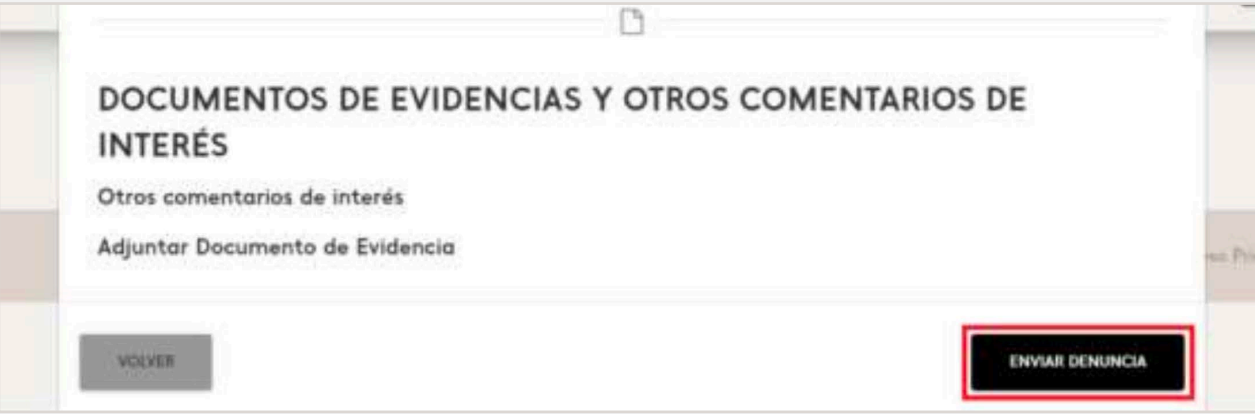 DOCUMENTOS DE EVIDENCIAS Y OTROS COMENTARIOS DE
INTERÉS
Otros comentarios de interés
Adjuntar Documento de Evidencia
VOLVER
ENVIAR DENUNCIA